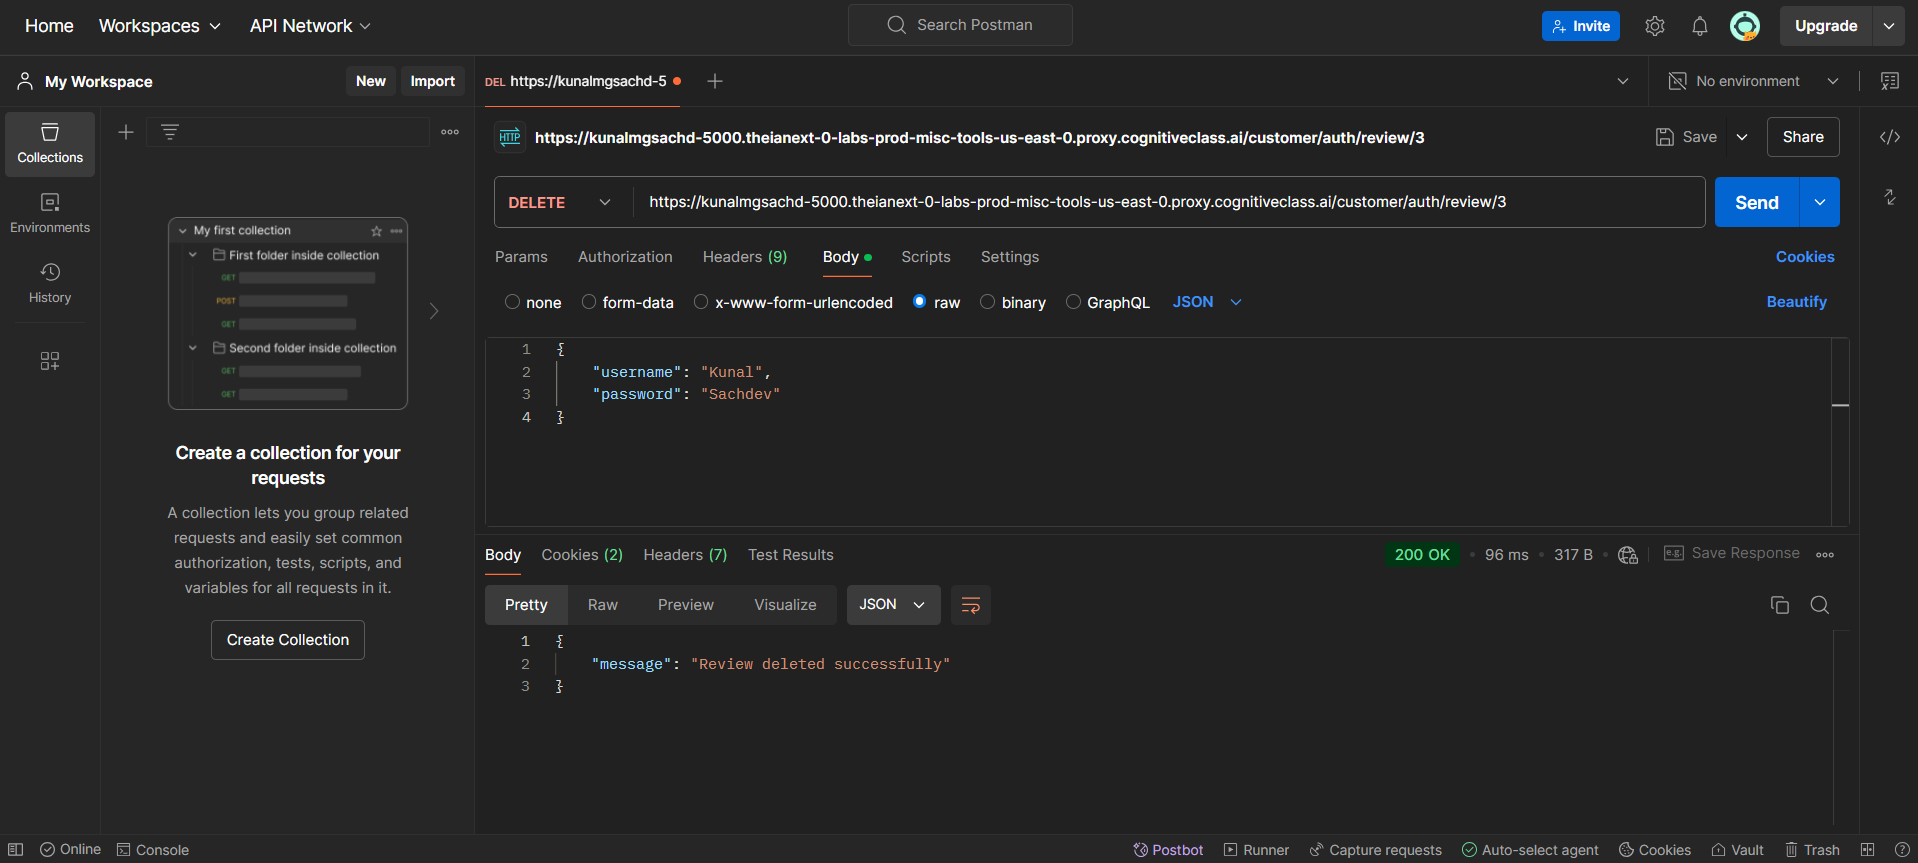 Home Workspaces API Network Search Postman Invite Upgrade
My Workspace New Import DEL https://kunalmgsachd-5 No environment
Collections
Environments
History
My first collection
First folder inside collection
GET
POST
GET
Second folder inside collection
GET
GET
Create a collection for your
requests
A collection lets you group related
requests and easily set common
authorization, tests, scripts, and
variables for all requests in it.
Create Collection
HTTP https://kunalmgsachd-5000.theianext-0-labs-prod-misc-tools-us-east-0.proxy.cognitiveclass.ai/customer/auth/review/3 Save Share
DELETE https://kunalmgsachd-5000.theianext-0-labs-prod-misc-tools-us-east-0.proxy.cognitiveclass.ai/customer/auth/review/3 Send
Params Authorization Headers (9) Body Scripts Settings Cookies
none form-data x-www-form-urlencoded raw binary GraphQL JSON Beautify
1 {
2 "username": "Kunal",
3 "password": "Sachdev"
4 }
Body Cookies (2) Headers (7) Test Results 200 OK 96 ms 317 B e.g. Save Response
Pretty Raw Preview Visualize JSON
1 {
2 "message": "Review deleted successfully"
3 }
Online Console Postbot Runner Capture requests Auto-select agent Cookies Vault Trash